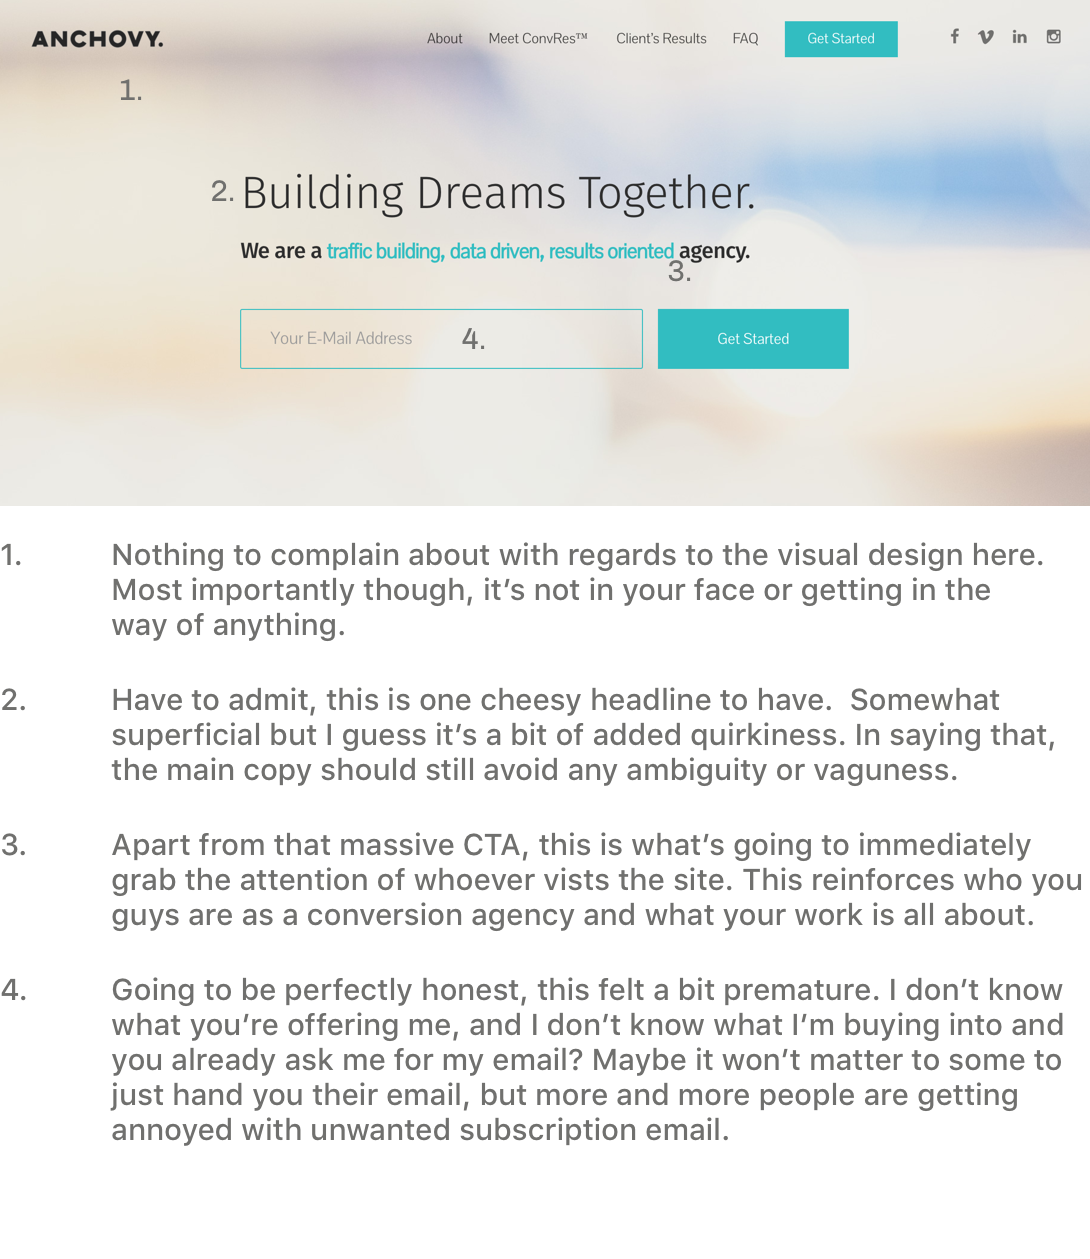 ANCHOVY.
About Meet ConvRes™ Client's Results FAQ Get Started
1.
2. Building Dreams Together.
We are a traffic building, data driven, results oriented agency.
3.
Your E-Mail Address 4. Get Started
1. Nothing to complain about with regards to the visual design here.
Most importantly though, it’s not in your face or getting in the
way of anything.
2. Have to admit, this is one cheesy headline to have.  Somewhat
superficial but I guess it’s a bit of added quirkiness. In saying that,
the main copy should still avoid any ambiguity or vaguness.
3. Apart from that massive CTA, this is what’s going to immediately
grab the attention of whoever vists the site. This reinforces who you
guys are as a conversion agency and what your work is all about.
4. Going to be perfectly honest, this felt a bit premature. I don’t know
what you’re offering me, and I don’t know what I’m buying into and
you already ask me for my email? Maybe it won’t matter to some to
just hand you their email, but more and more people are getting
annoyed with unwanted subscription email.